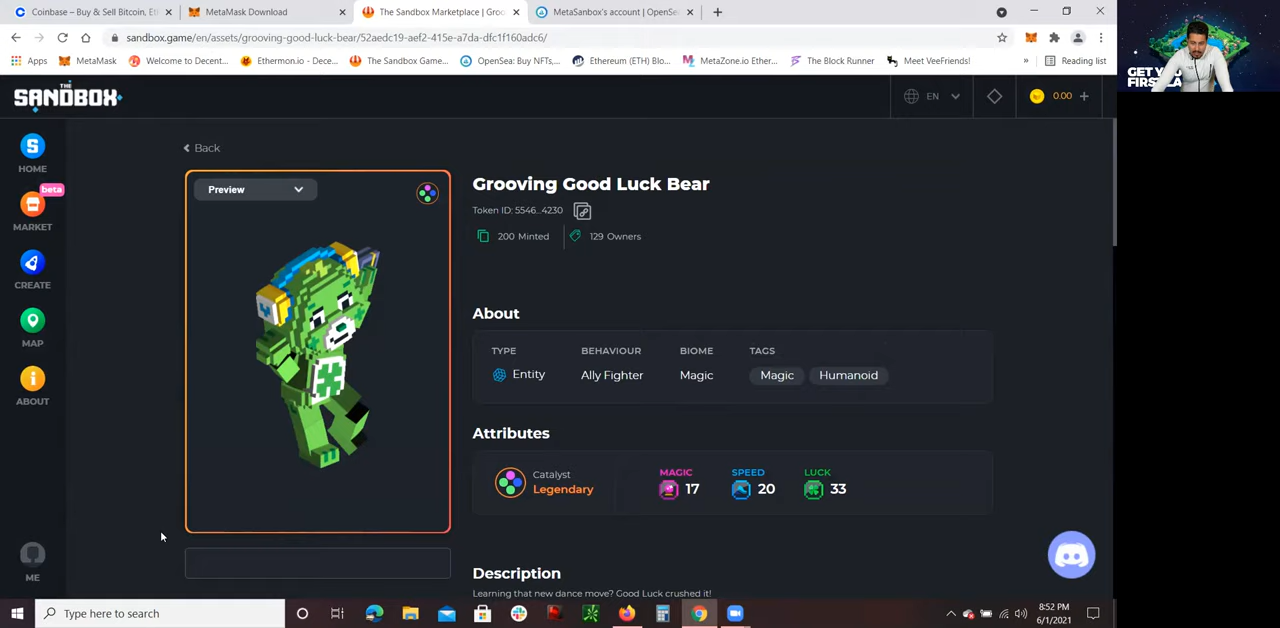 Coinbase – Buy & Sell Bitcoin, Et
MetaMask Download
The Sandbox Marketplace | Groo
MetaSanbox's account | OpenSe
sandbox.game/en/assets/grooving-good-luck-bear/52aedc19-aef2-415e-a7da-dfc1f160adc6/
Apps
MetaMask
Welcome to Decent...
Ethermon.io - Dece...
The Sandbox Game...
OpenSea: Buy NFTs,...
Ethereum (ETH) Blo...
MetaZone.io Ether...
The Block Runner
Meet VeeFriends!
»
Reading list
THE
SANDBOX
EN
0.00
HOME
beta
MARKET
CREATE
MAP
ABOUT
ME
Back
Preview
Grooving Good Luck Bear
Token ID: 5546...4230
200 Minted
129 Owners
About
TYPE
BEHAVIOUR
BIOME
TAGS
Entity
Ally Fighter
Magic
Magic
Humanoid
Attributes
Catalyst
Legendary
MAGIC
17
SPEED
20
LUCK
33
Description
Learning that new dance move? Good Luck crushed it!
Type here to search
8:52 PM
6/1/2021